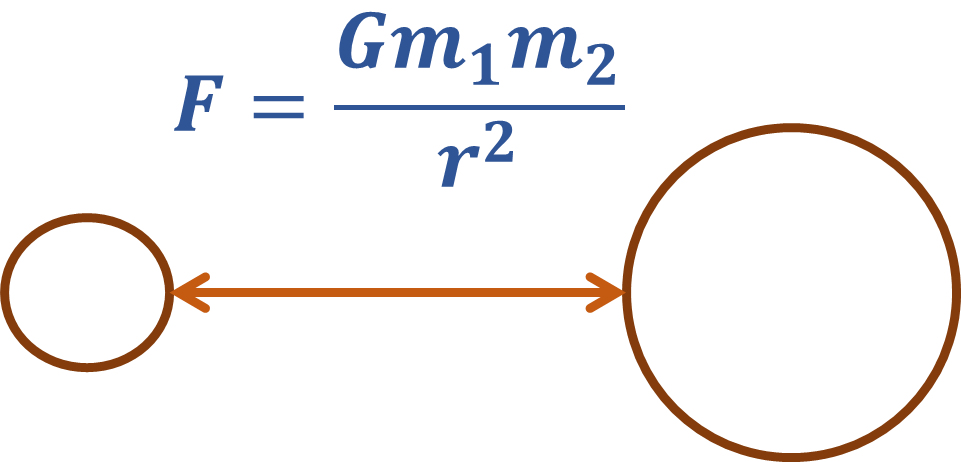 F = Gm₁m₂
r²